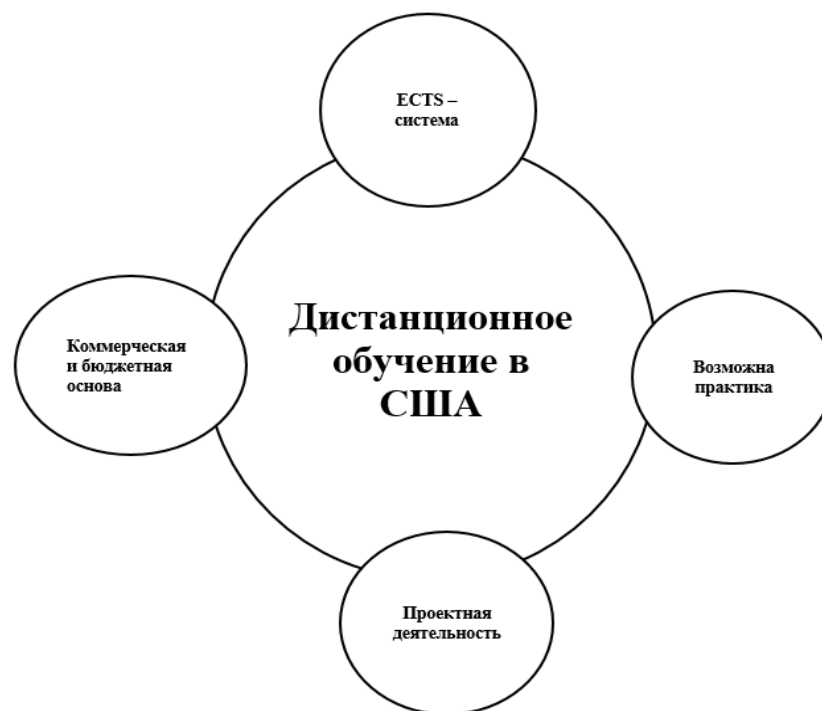 ECTS –
система
Дистанционное
обучение в
США
Коммерческая
и бюджетная
основа
Возможна
практика
Проектная
деятельность